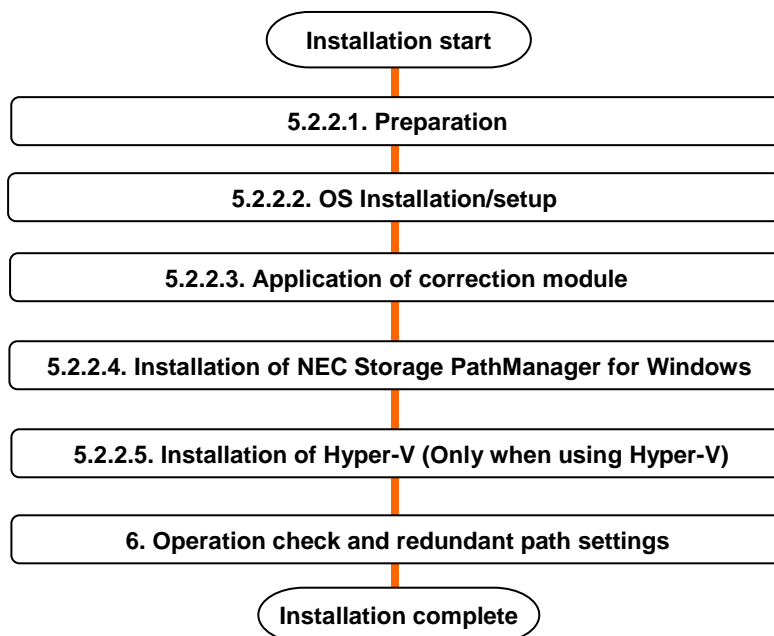 Installation start
5.2.2.1. Preparation
5.2.2.2. OS Installation/setup
5.2.2.3. Application of correction module
5.2.2.4. Installation of NEC Storage PathManager for Windows
5.2.2.5. Installation of Hyper-V (Only when using Hyper-V)
6. Operation check and redundant path settings
Installation complete